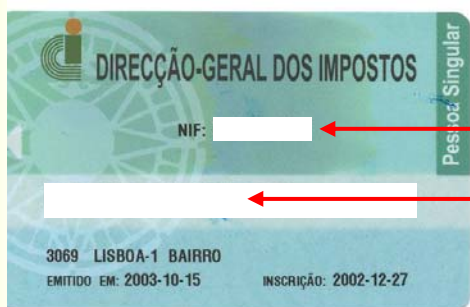 DIRECÇÃO-GERAL DOS IMPOSTOS
Pessoa Singular
NIF:
3069 LISBOA-1 BAIRRO
EMITIDO EM: 2003-10-15 INSCRIÇÃO: 2002-12-27